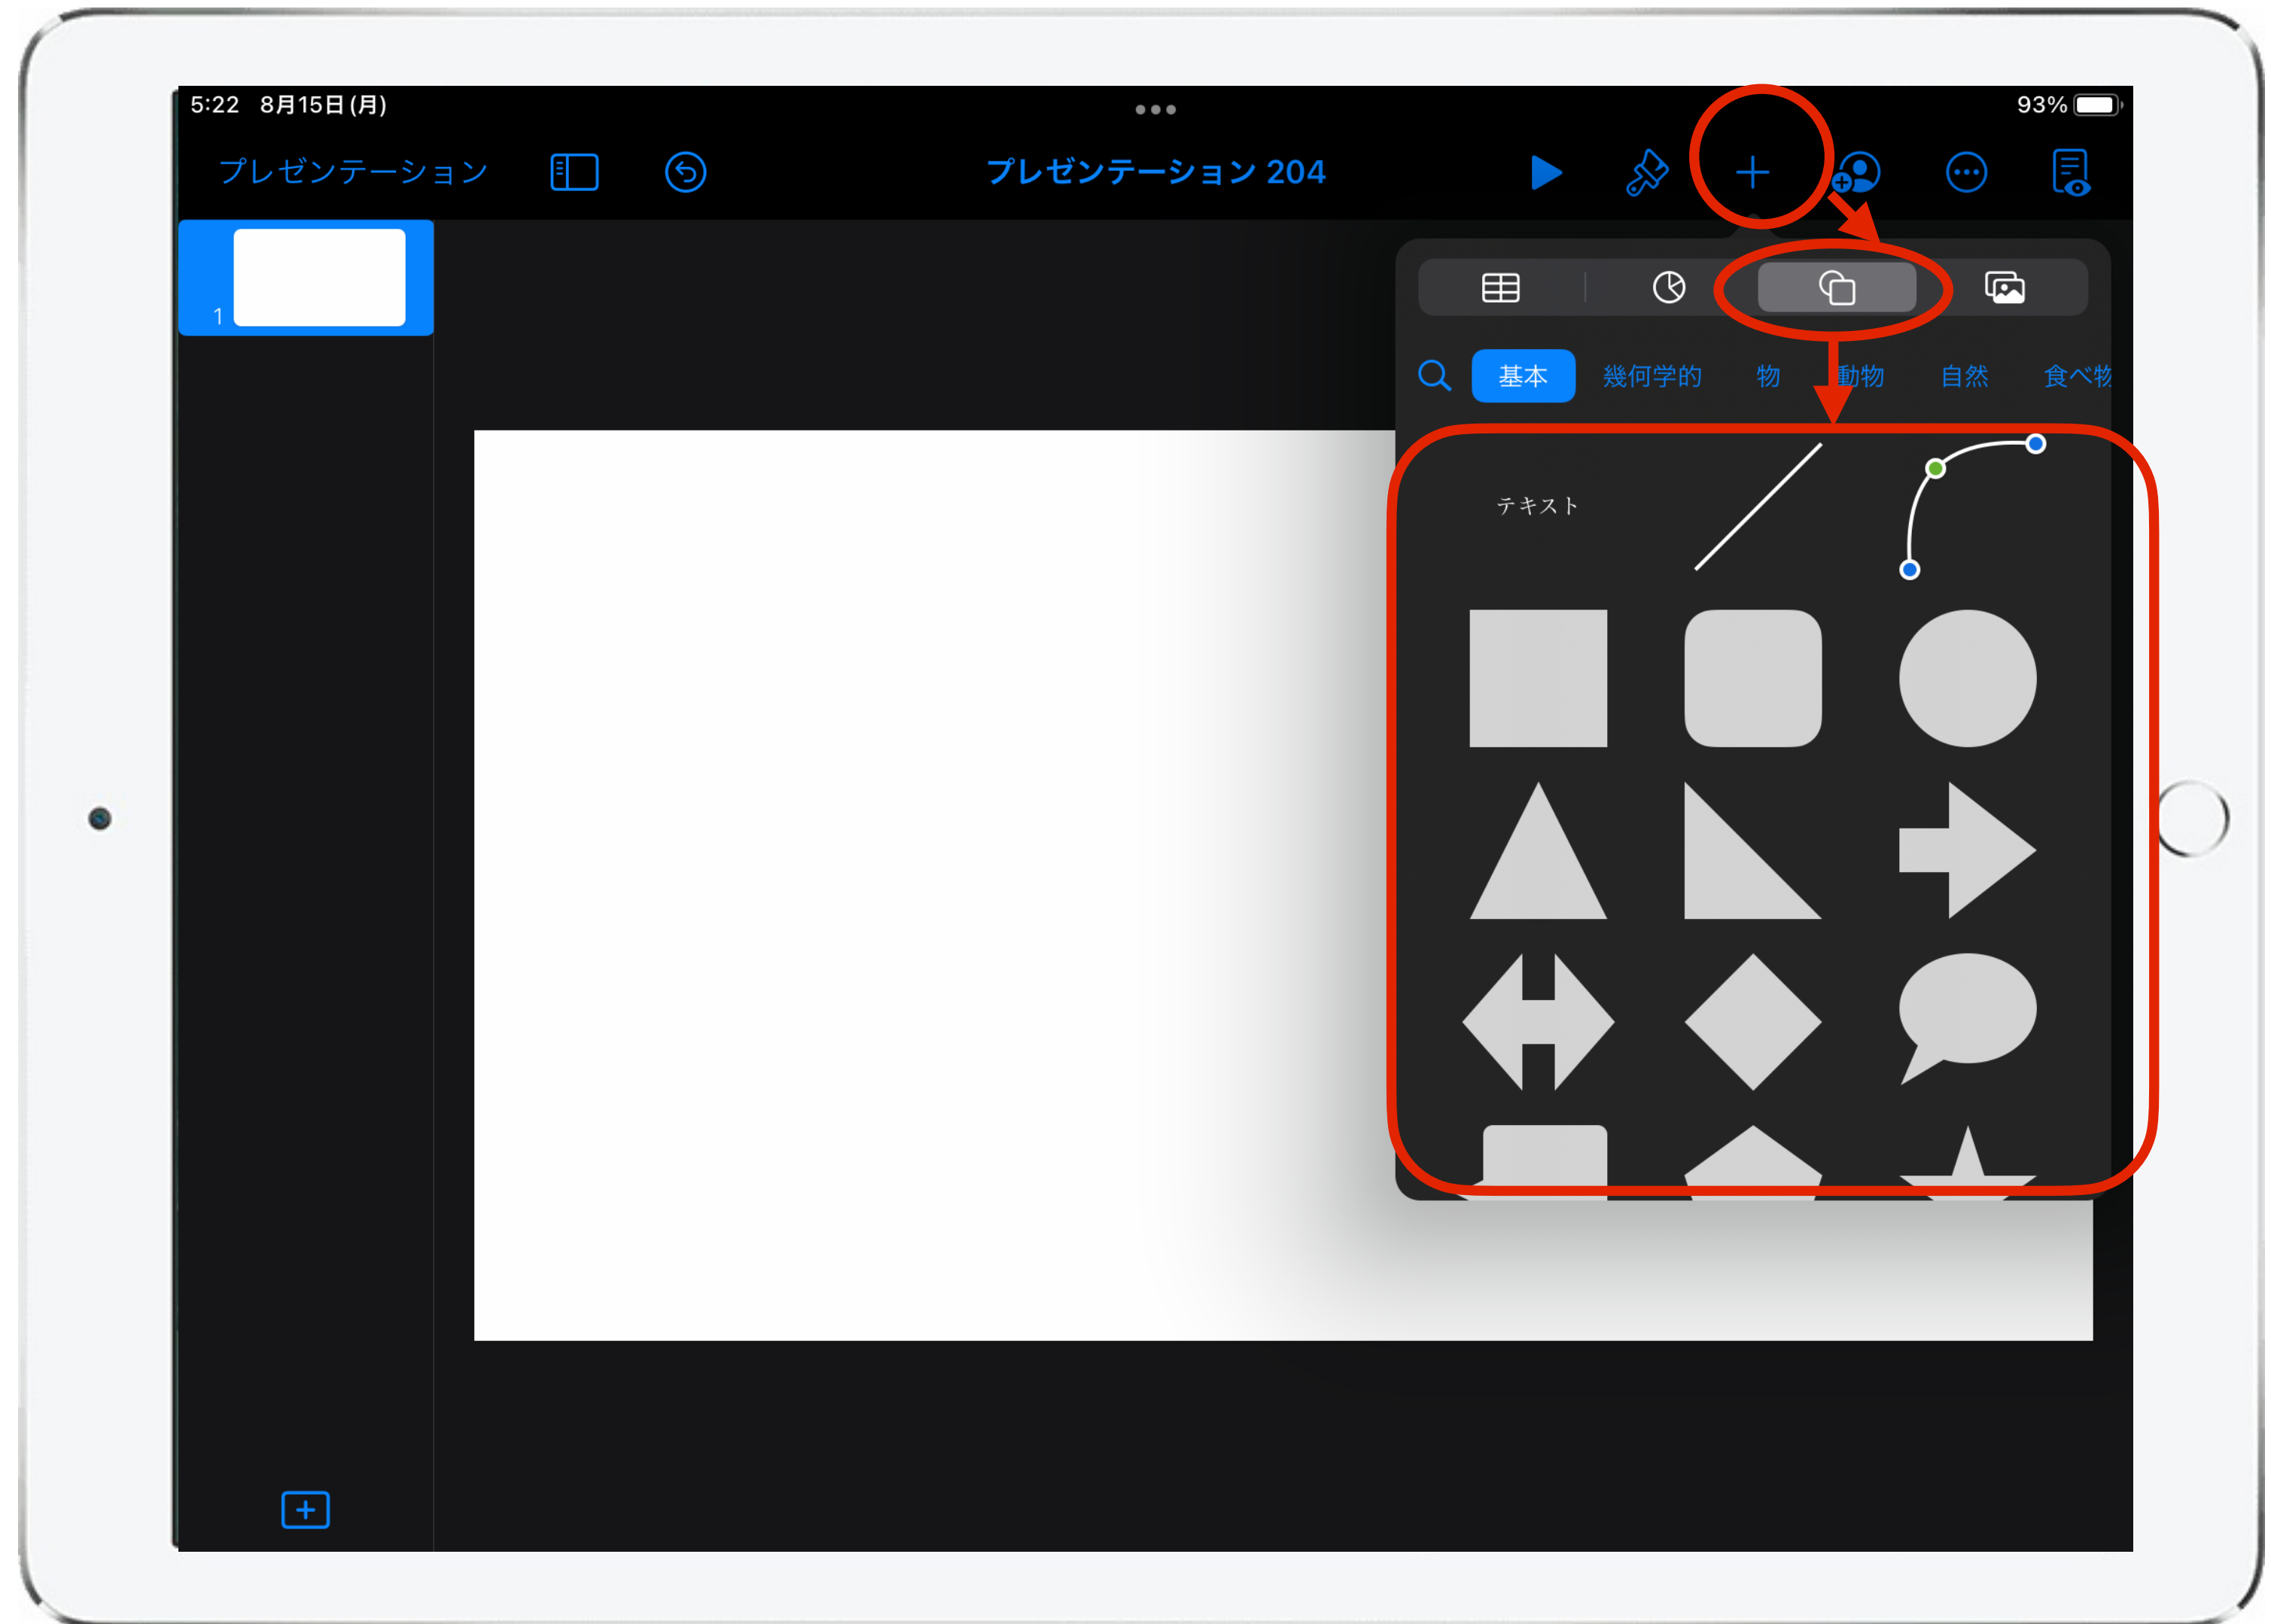 5:22 8月15日(月)
93%
プレゼンテーション
プレゼンテーション 204
1
基本 幾何学的 物 動物 自然 食べ物
テキスト